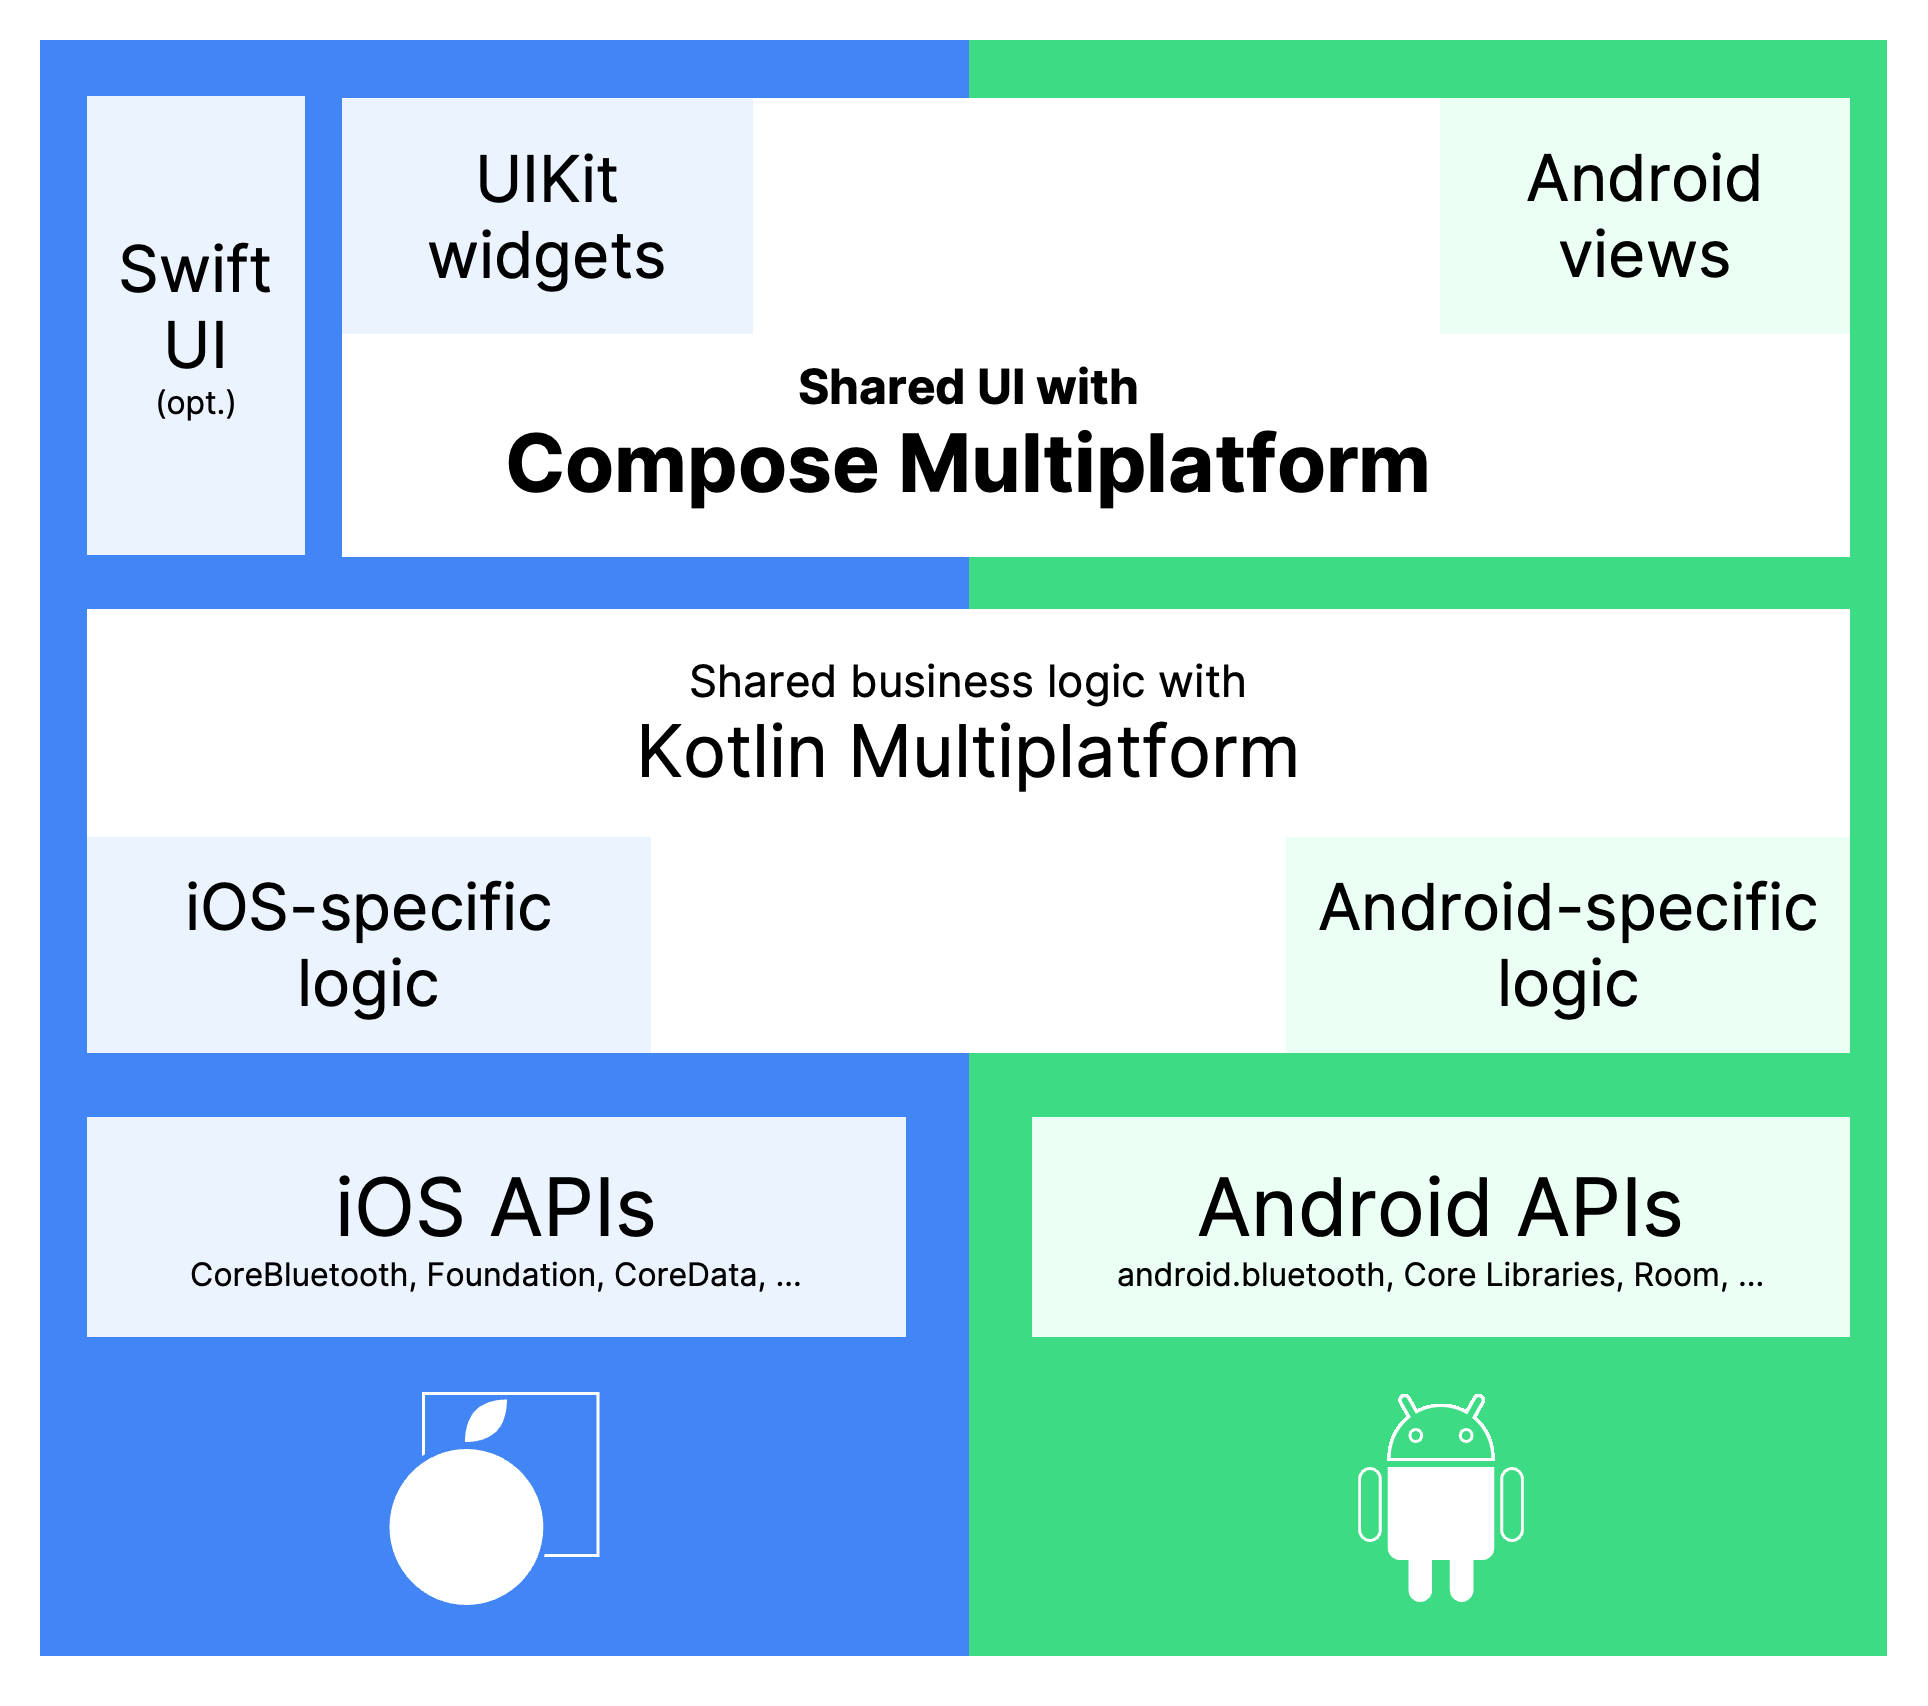 Swift
UI
(opt.)
UIKit
widgets
Android
views
Shared UI with
Compose Multiplatform
Shared business logic with
Kotlin Multiplatform
iOS-specific
logic
Android-specific
logic
iOS APIs
CoreBluetooth, Foundation, CoreData, ...
Android APIs
android.bluetooth, Core Libraries, Room, ...